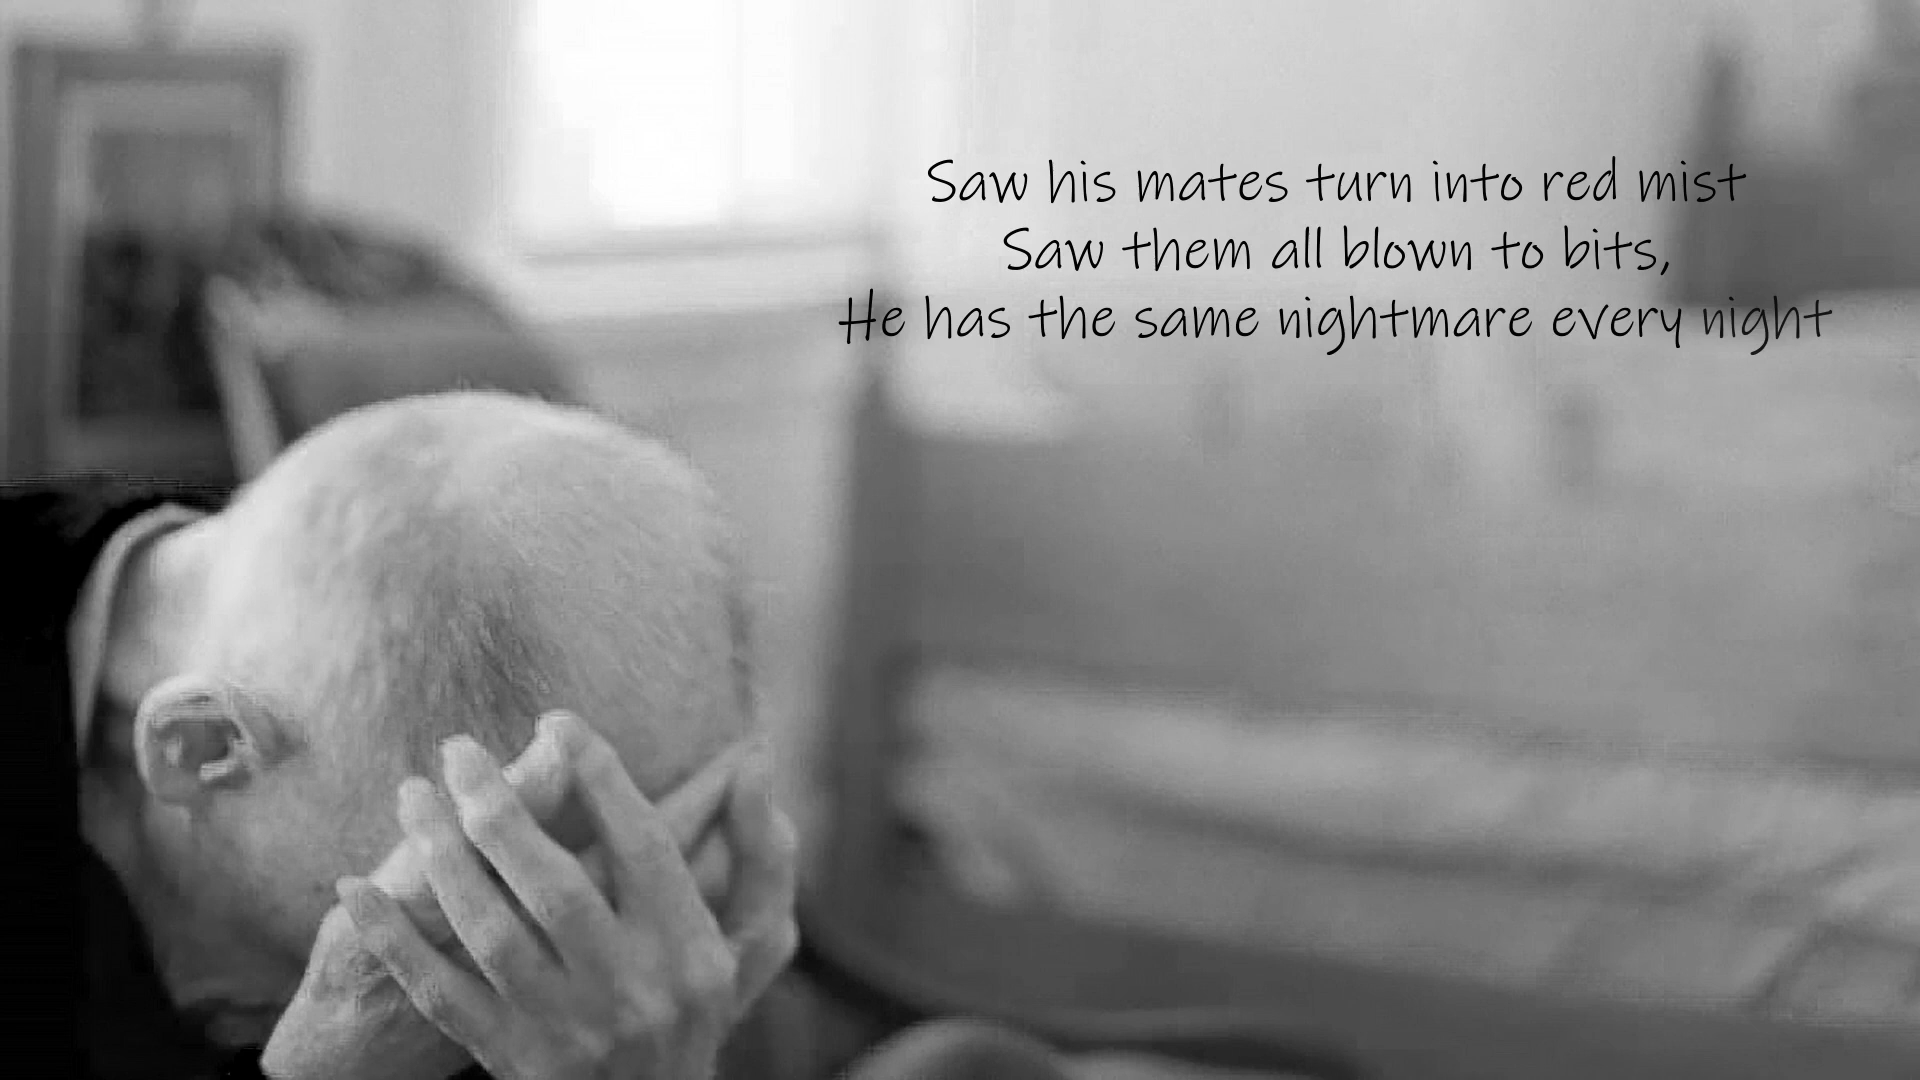 Saw his mates turn into red mist
Saw them all blown to bits,
He has the same nightmare every night